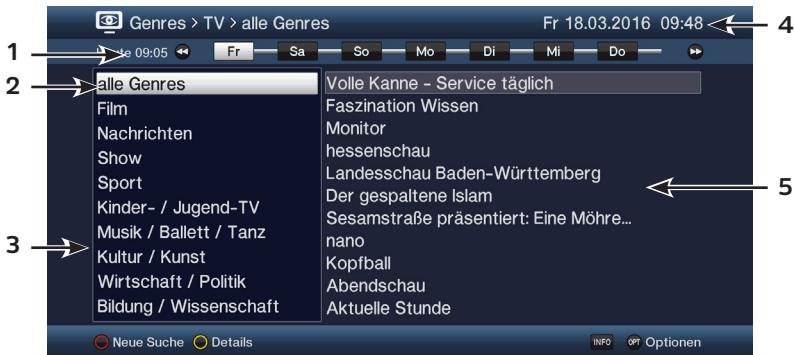 Genres > TV > alle Genres Fr 18.03.2016 09:48
4
1
09:05 Fr Sa So Mo Di Mi Do
2
alle Genres
Film
Nachrichten
Show
Sport
Kinder- / Jugend-TV
Musik / Ballett / Tanz
3
Kultur / Kunst
Wirtschaft / Politik
Bildung / Wissenschaft
Volle Kanne - Service täglich
Faszination Wissen
Monitor
hessenschau
Landesschau Baden-Württemberg
5
Der gespaltene Islam
Sesamstraße präsentiert: Eine Möhre...
nano
Kopfball
Abendschau
Aktuelle Stunde
Neue Suche Details INFO OPT Optionen